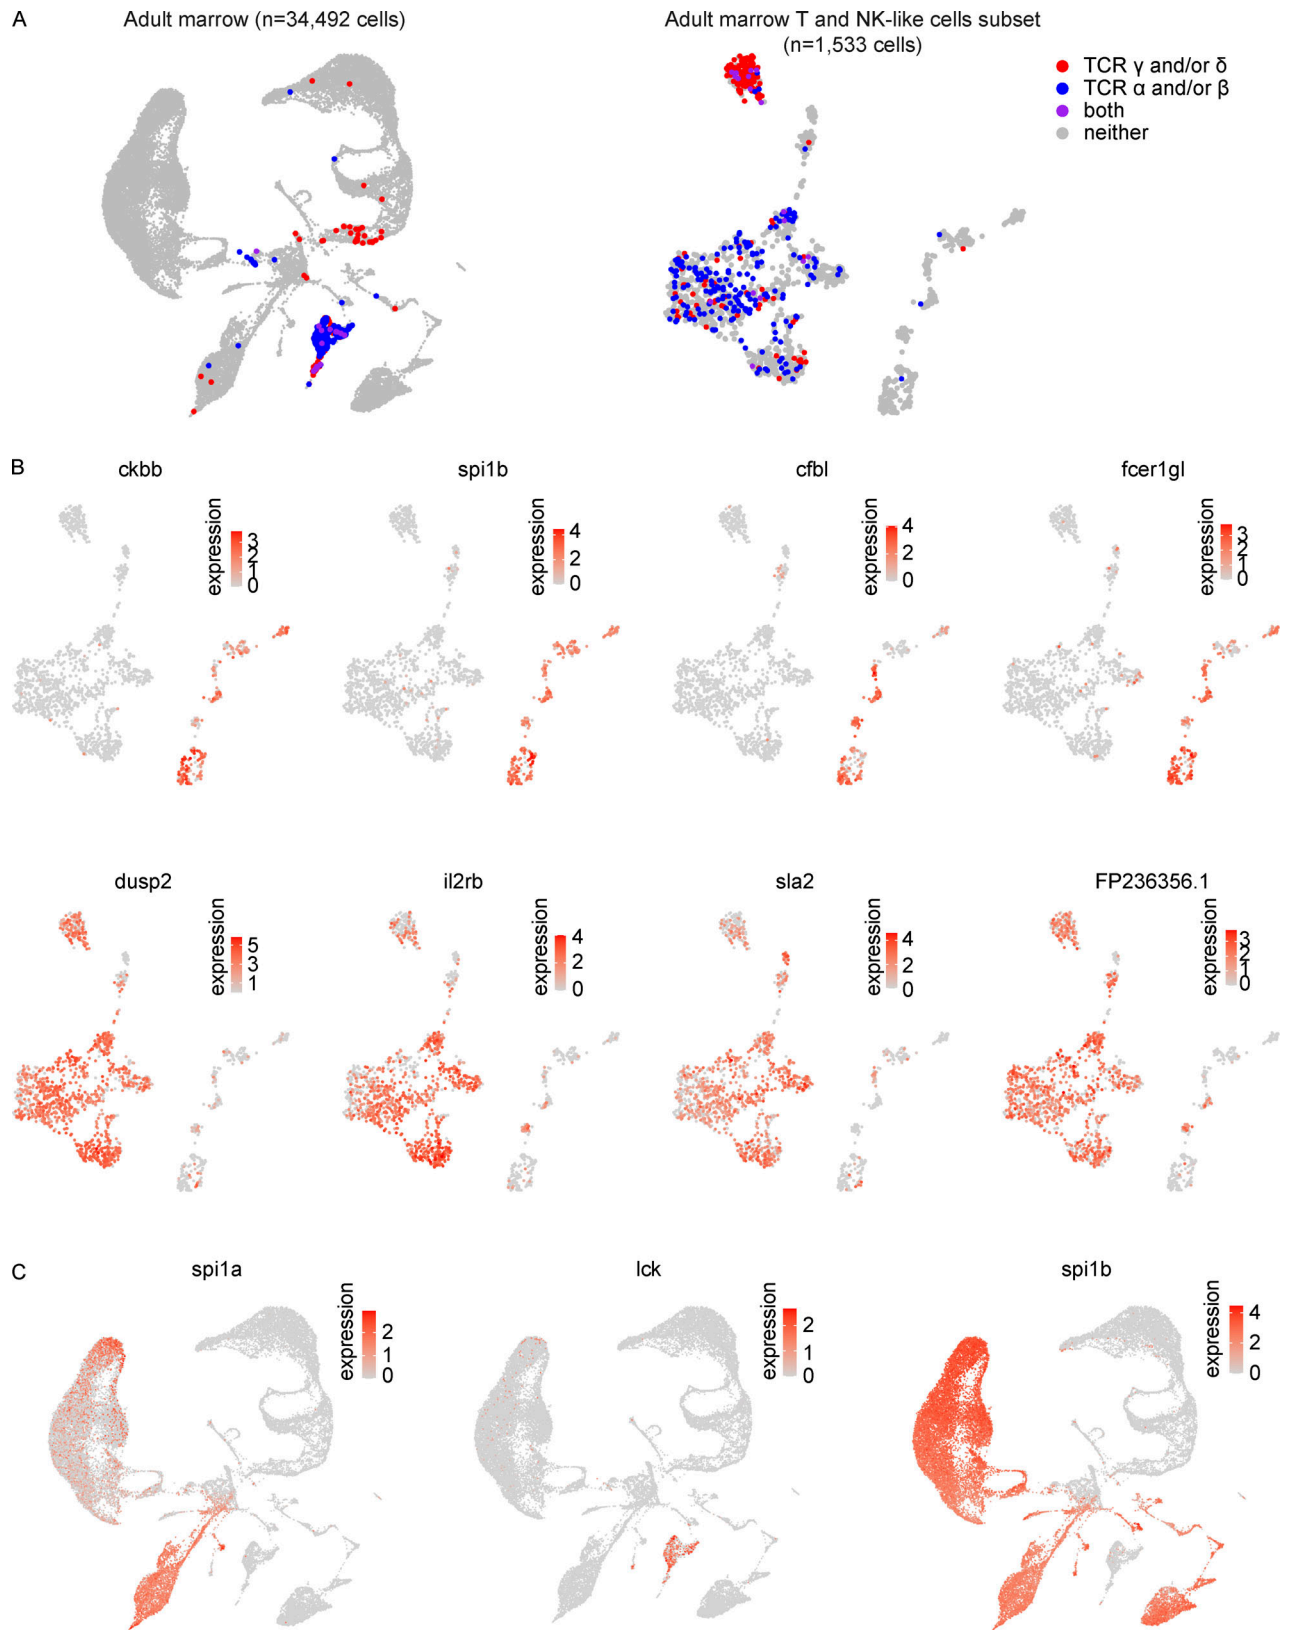 A
Adult marrow (n=34,492 cells)
Adult marrow T and NK-like cells subset
(n=1,533 cells)
TCR γ and/or δ
TCR α and/or β
both
neither
B
ckbb
expression
3
2
1
0
spi1b
expression
4
2
0
cfbl
expression
4
2
0
fcer1gl
expression
3
2
1
0
dusp2
expression
5
3
1
il2rb
expression
4
2
0
sla2
expression
4
2
0
FP236356.1
expression
3
2
1
0
C
spi1a
expression
2
1
0
lck
expression
2
1
0
spi1b
expression
4
2
0